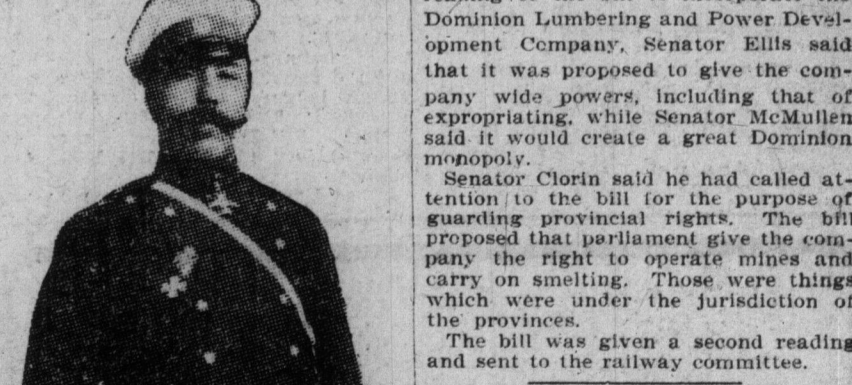 Dominion Lumbering and Power Devel-
opment Company, Senator Ellis said
that it was proposed to give the com-
pany wide powers, including that of
expropriating, while Senator McMullen
said it would create a great Dominion
monopoly.
Senator Clorin said he had called at-
tention to the bill for the purpose of
guarding provincial rights. The bill
proposed that parliament give the com-
pany the right to operate mines and
carry on smelting. Those were things
which were under the jurisdiction of
the provinces.
The bill was given a second reading
and sent to the railway committee.